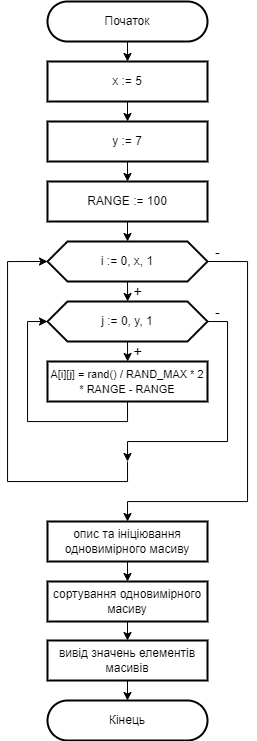 Початок
x := 5
y := 7
RANGE := 100
i := 0, x, 1
-
+
j := 0, y, 1
-
+
A[i][j] = rand() / RAND_MAX * 2
* RANGE - RANGE
опис та ініціювання
одновимірного масиву
сортування одновимірного
масиву
вивід значень елементів
масивів
Кінець